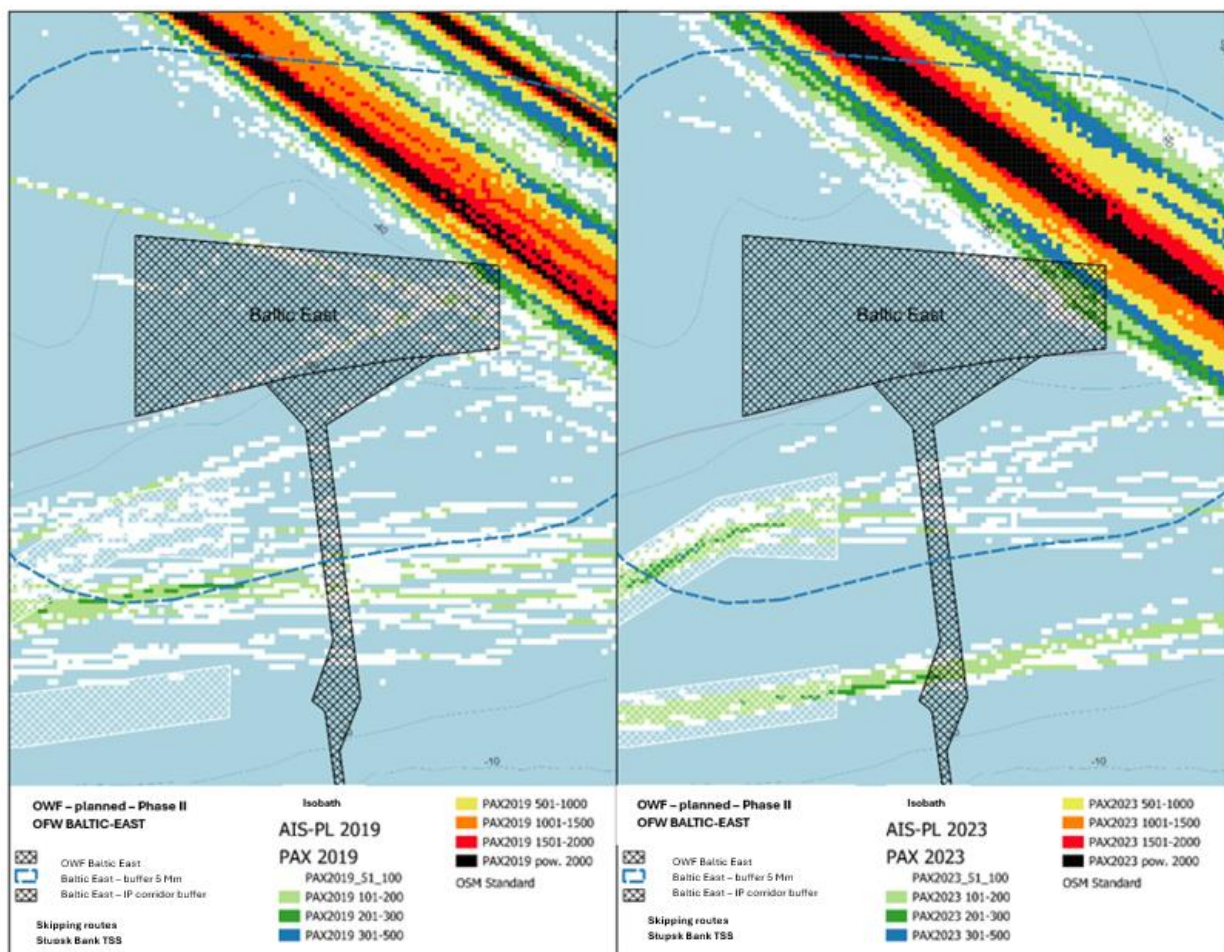 -40
Baltic East
-10
OWF – planned – Phase II
OFW BALTIC-EAST
OWF Baltic East
Baltic East – buffer 5 Mm
Baltic East – IP corridor buffer
Skipping routes
Stupsk Bank TSS
Isobath
AIS-PL 2019
PAX 2019
PAX2019_51_100
PAX2019 101-200
PAX2019 201-300
PAX2019 301-500
PAX2019 501-1000
PAX2019 1001-1500
PAX2019 1501-2000
PAX2019 pow. 2000
OSM Standard
Baltic East
-10
OWF – planned – Phase II
OFW BALTIC-EAST
OWF Baltic East
Baltic East – buffer 5 Mm
Baltic East – IP corridor buffer
Skipping routes
Stupsk Bank TSS
Isobath
AIS-PL 2023
PAX 2023
PAX2023_51_100
PAX2023 101-200
PAX2023 201-300
PAX2023 301-500
PAX2023 501-1000
PAX2023 1001-1500
PAX2023 1501-2000
PAX2023 pow. 2000
OSM Standard